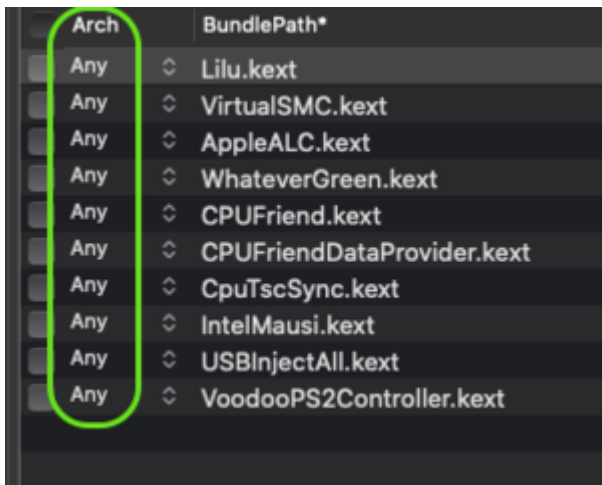 Arch BundlePath*
Any Lilu.kext
Any VirtualSMC.kext
Any AppleALC.kext
Any WhateverGreen.kext
Any CPUFriend.kext
Any CPUFriendDataProvider.kext
Any CpuTscSync.kext
Any IntelMausi.kext
Any USBInjectAll.kext
Any VoodooPS2Controller.kext